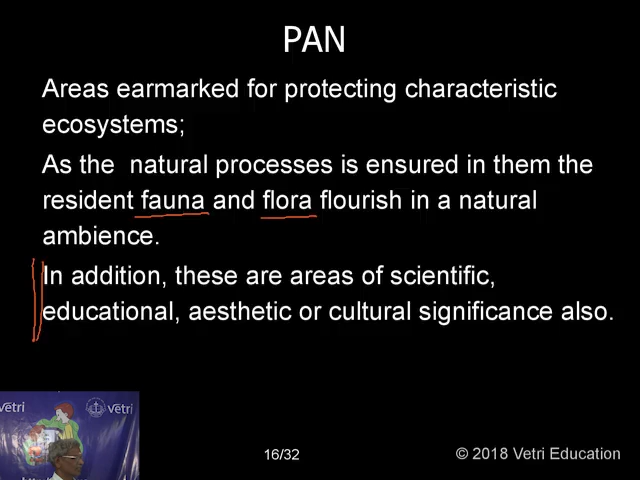 PAN
Areas earmarked for protecting characteristic
ecosystems;
As the natural processes is ensured in them the
resident fauna and flora flourish in a natural
ambience.
In addition, these are areas of scientific,
educational, aesthetic or cultural significance also.
Vetri
Vetri
16/32
© 2018 Vetri Education